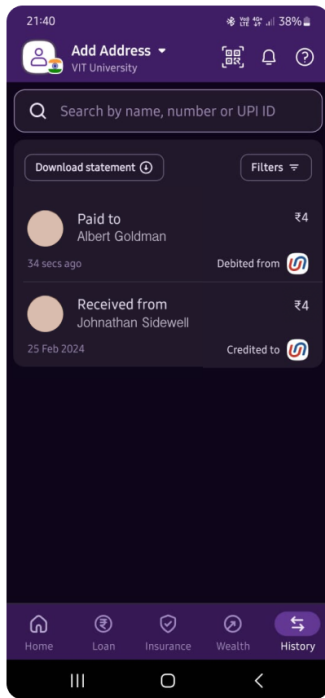 21:40
38%
Add Address
VIT University
Search by name, number or UPI ID
Download statement
Filters
Paid to
₹4
Albert Goldman
34 secs ago
Debited from
Received from
₹4
Johnathan Sidewell
25 Feb 2024
Credited to
Home
Loan
Insurance
Wealth
History